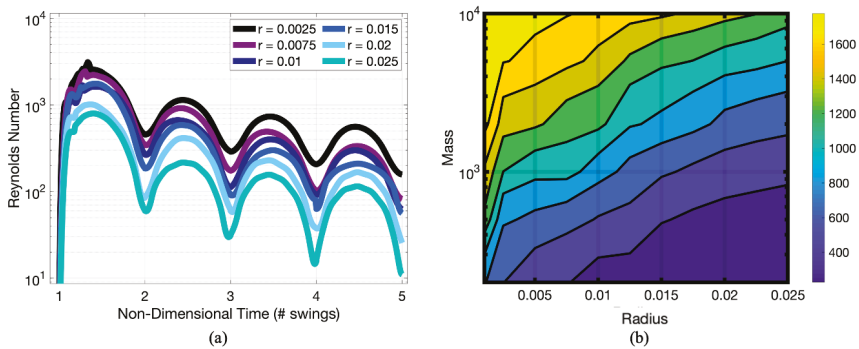 10^4
10^3
10^2
10^1
Reynolds Number
r = 0.0025
r = 0.0075
r = 0.01
r = 0.015
r = 0.02
r = 0.025
1
2
3
4
5
Non-Dimensional Time (# swings)
(a)
10^4
10^3
Mass
0.005
0.01
0.015
0.02
0.025
Radius
(b)
1600
1400
1200
1000
800
600
400